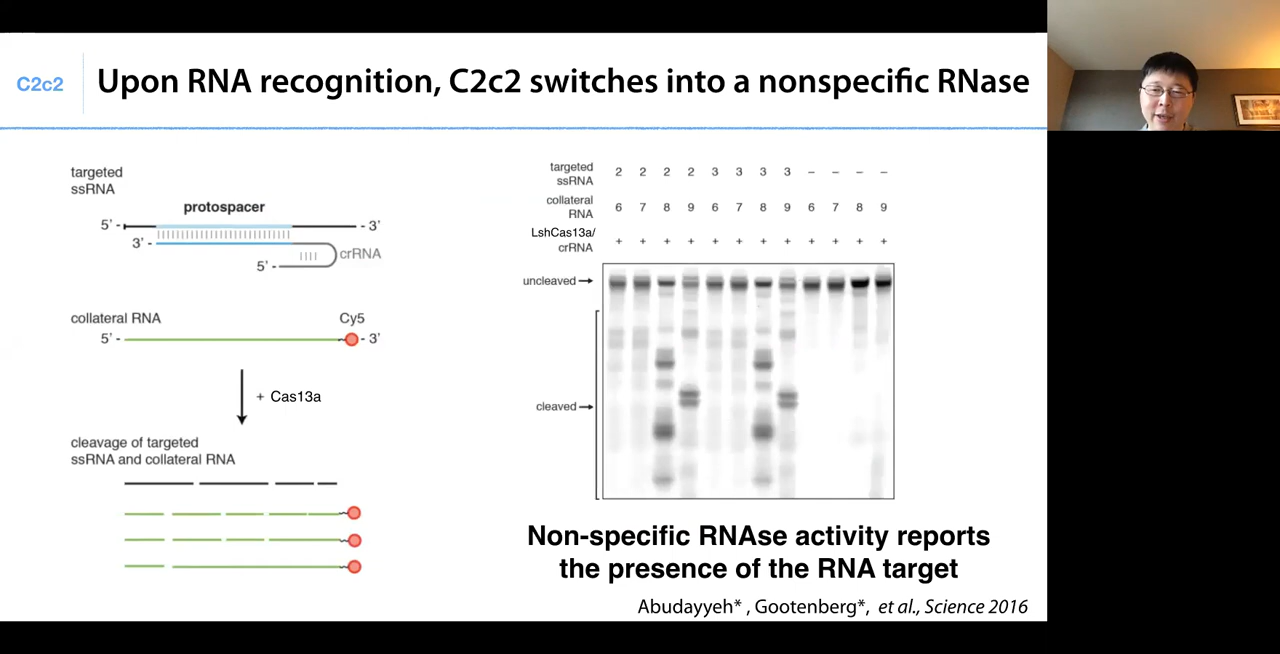 C2c2
Upon RNA recognition, C2c2 switches into a nonspecific RNase
targeted
ssRNA
protospacer
5' -
- 3'
3' -
crRNA
5' -
collateral RNA
Cy5
5' -
- 3'
+ Cas13a
cleavage of targeted
ssRNA and collateral RNA
targeted
ssRNA
2 2 2 2 3 3 3 3 – – – –
collateral
RNA
6 7 8 9 6 7 8 9 6 7 8 9
LshCas13a/
crRNA
+ + + + + + + + + + + +
uncleaved
cleaved
Non-specific RNAse activity reports
the presence of the RNA target
Abudayyeh* , Gootenberg*, et al., Science 2016